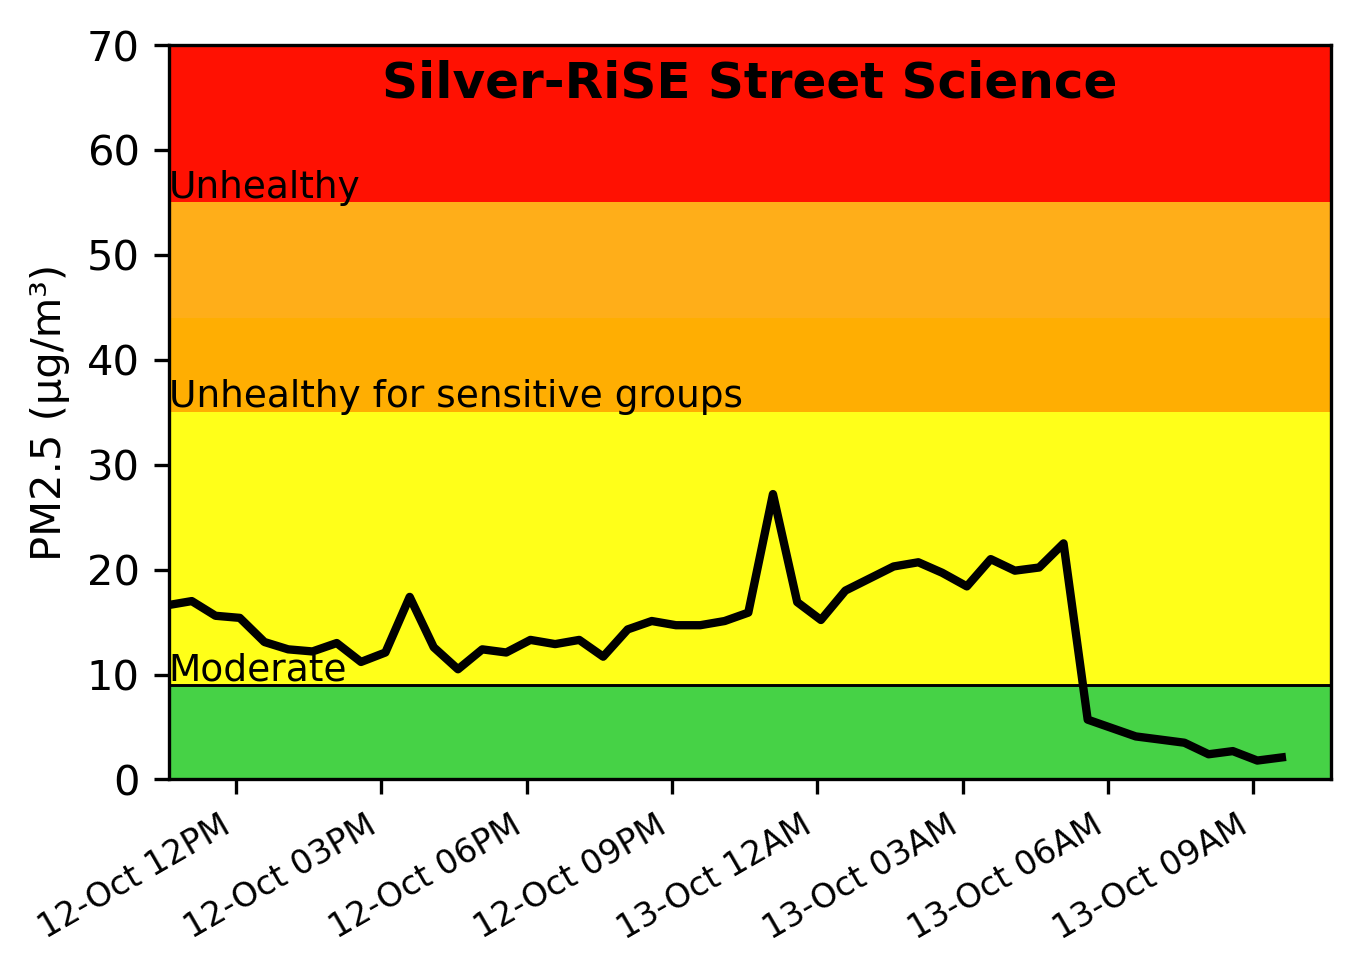 Silver-RiSE Street Science
70
60
50
40
30
20
10
0
PM2.5 (µg/m³)
Unhealthy
Unhealthy for sensitive groups
Moderate
12-Oct 12PM
12-Oct 03PM
12-Oct 06PM
12-Oct 09PM
13-Oct 12AM
13-Oct 03AM
13-Oct 06AM
13-Oct 09AM